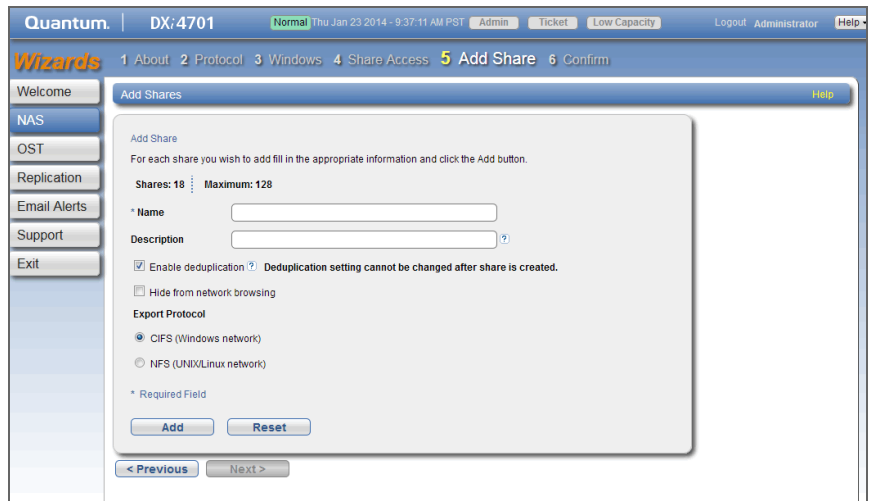 Quantum. DXi4701 Normal Thu Jan 23 2014 - 9:37:11 AM PST Admin Ticket Low Capacity Logout Administrator Help
Wizards 1 About 2 Protocol 3 Windows 4 Share Access 5 Add Share 6 Confirm
Welcome
NAS
OST
Replication
Email Alerts
Support
Exit
Add Shares Help
Add Share
For each share you wish to add fill in the appropriate information and click the Add button.
Shares: 18 Maximum: 128
* Name
Description ?
Enable deduplication ? Deduplication setting cannot be changed after share is created.
Hide from network browsing
Export Protocol
CIFS (Windows network)
NFS (UNIX/Linux network)
* Required Field
Add Reset
< Previous Next >